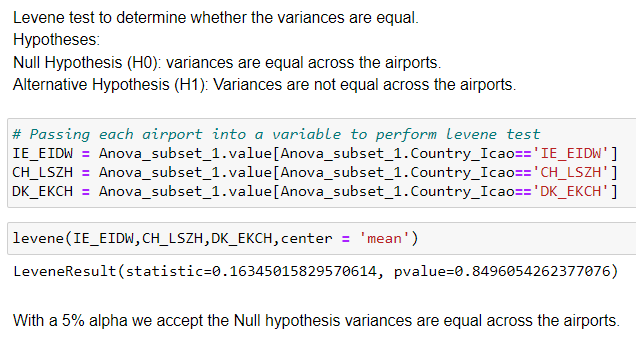 Levene test to determine whether the variances are equal.
Hypotheses:
Null Hypothesis (H0): variances are equal across the airports.
Alternative Hypothesis (H1): Variances are not equal across the airports.
# Passing each airport into a variable to perform levene test
IE_EIDW = Anova_subset_1.value[Anova_subset_1.Country_Icao=='IE_EIDW']
CH_LSZH = Anova_subset_1.value[Anova_subset_1.Country_Icao=='CH_LSZH']
DK_EKCH = Anova_subset_1.value[Anova_subset_1.Country_Icao=='DK_EKCH']
levene(IE_EIDW,CH_LSZH,DK_EKCH,center = 'mean')
LeveneResult(statistic=0.16345015829570614, pvalue=0.8496054262377076)
With a 5% alpha we accept the Null hypothesis variances are equal across the airports.